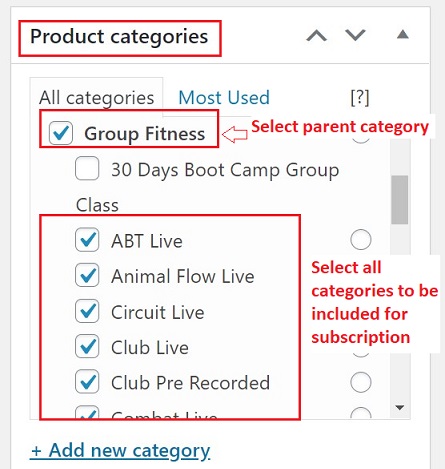 Product categories
All categories
Most Used
[?]
Group Fitness
Select parent category
30 Days Boot Camp Group
Class
ABT Live
Animal Flow Live
Circuit Live
Club Live
Club Pre Recorded
Combat Live
Select all
categories to be
included for
subscription
+ Add new category